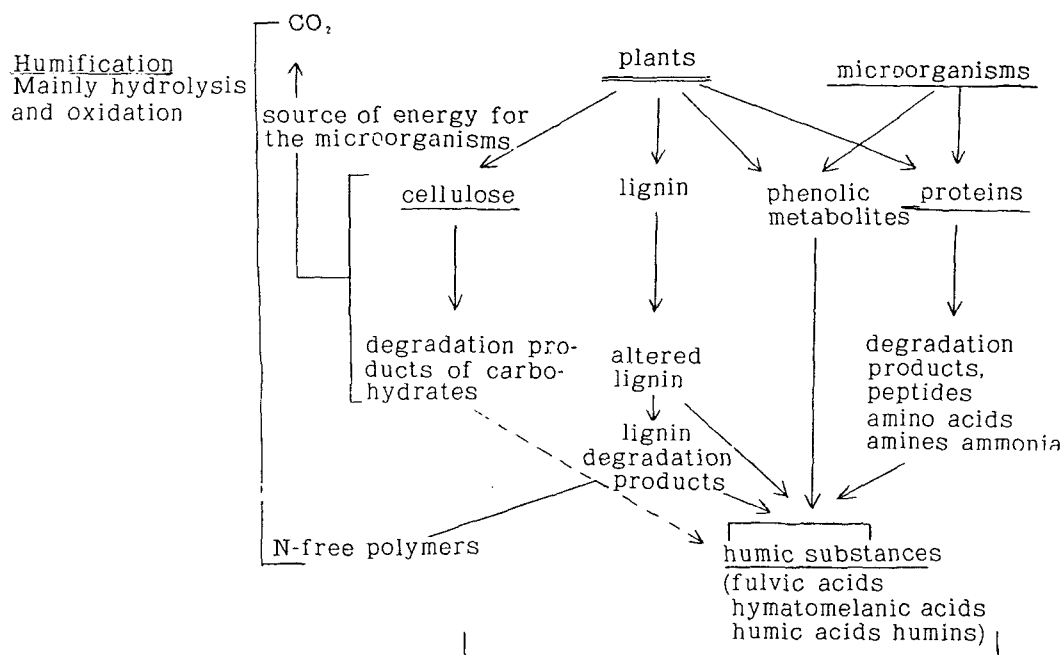 CO₂
Humification
Mainly hydrolysis
and oxidation
source of energy for
the microorganisms
plants
microorganisms
cellulose
lignin
phenolic
metabolites
proteins
degradation pro-
ducts of carbo-
hydrates
altered
lignin
lignin
degradation
products
degradation
products,
peptides
amino acids
amines ammonia
N-free polymers
humic substances
(fulvic acids
hymatomelanic acids
humic acids humins)